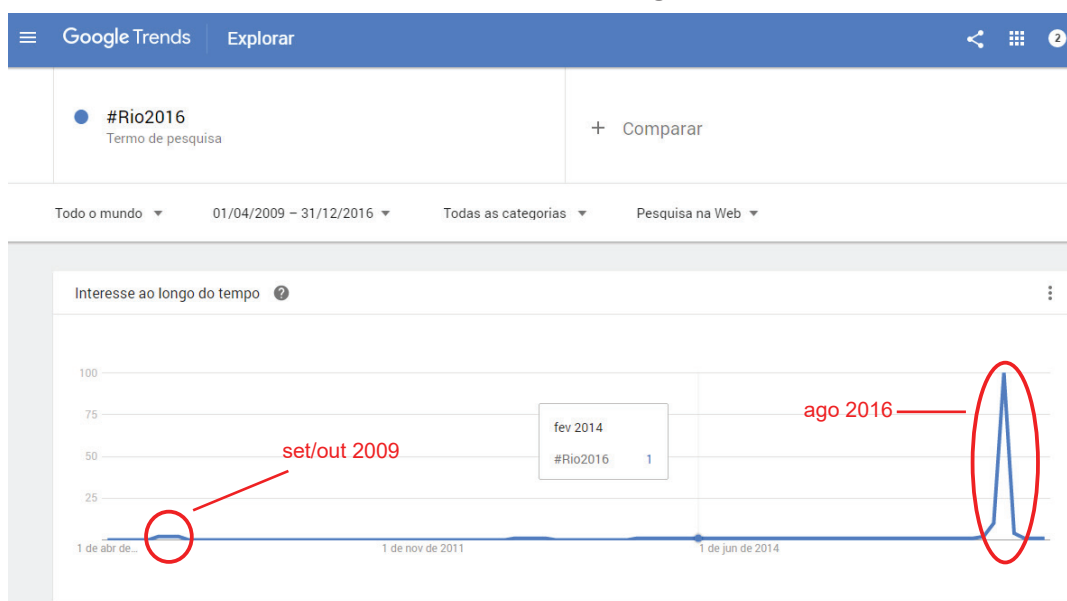 Google Trends Explorar 2
#Rio2016
Termo de pesquisa
+ Comparar
Todo o mundo 01/04/2009 – 31/12/2016 Todas as categorias Pesquisa na Web
Interesse ao longo do tempo ?
100
75
50
25
set/out 2009
fev 2014
#Rio2016 1
ago 2016
1 de abr de…
1 de nov de 2011
1 de jun de 2014